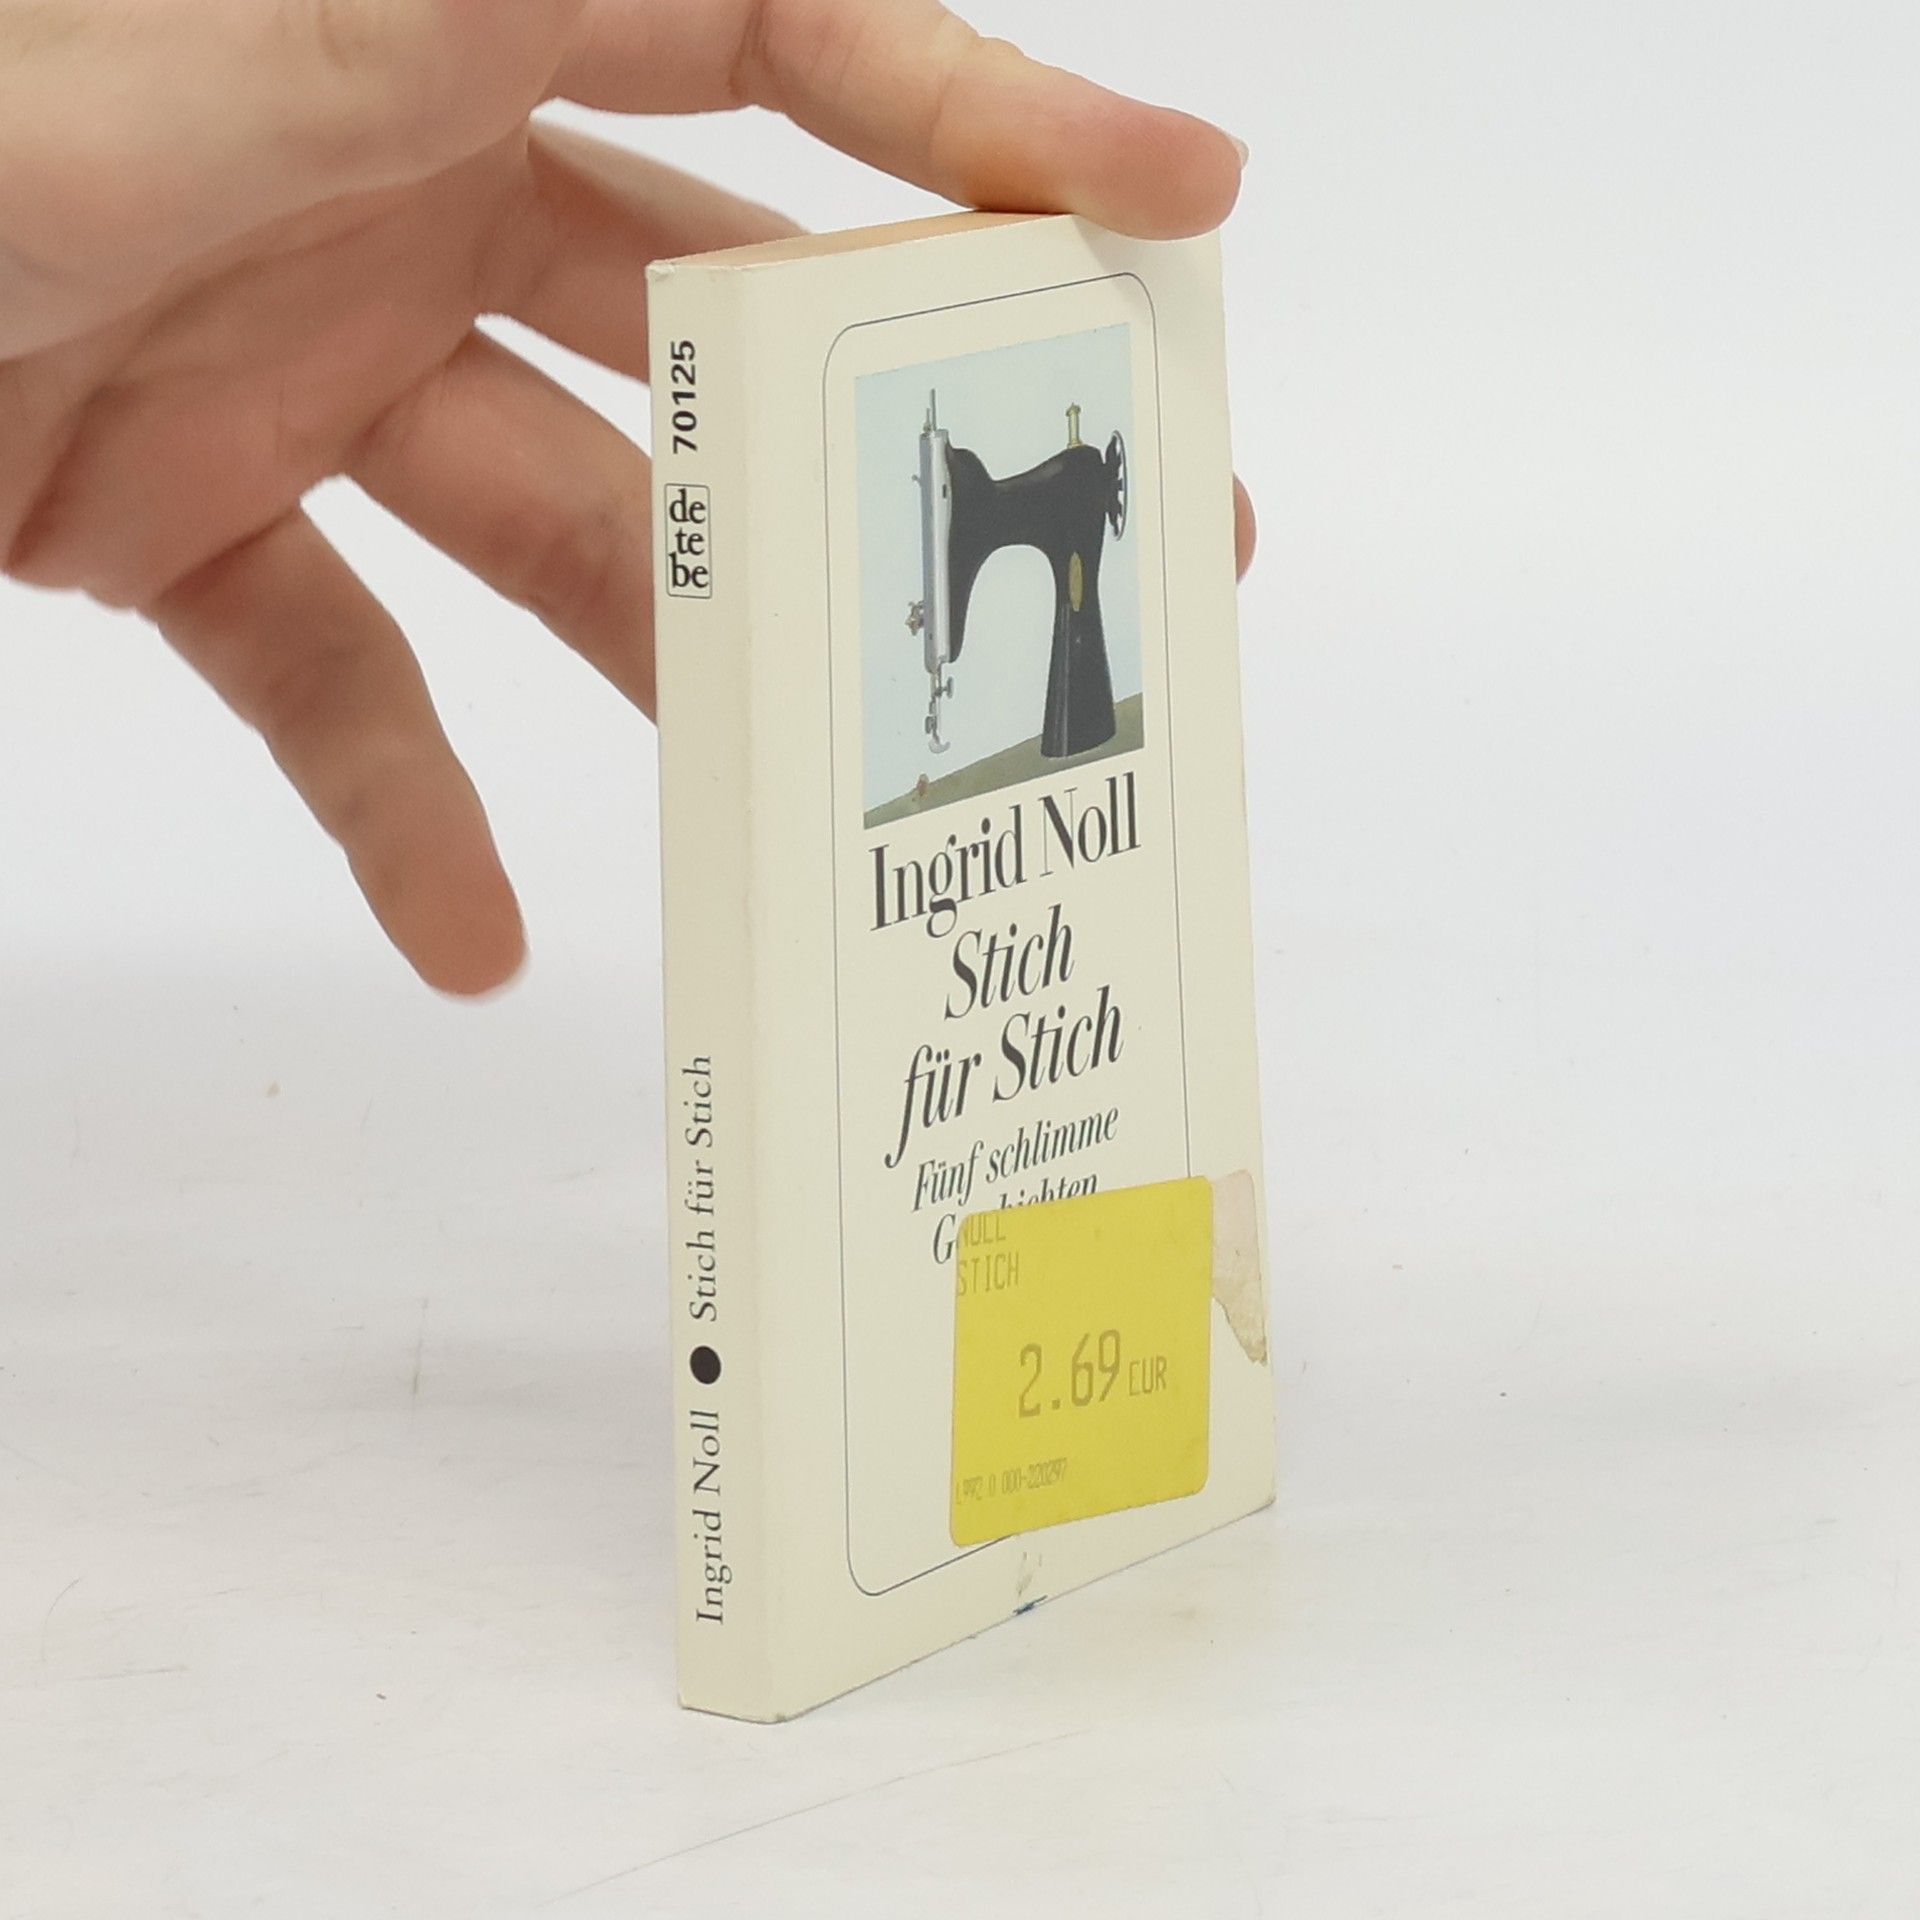 70125
de
te
be
Ingrid Noll ● Stich für Stich
Ingrid Noll
Stich
für Stich
Fünf schlimme
NOLL
STICH
2.69 EUR